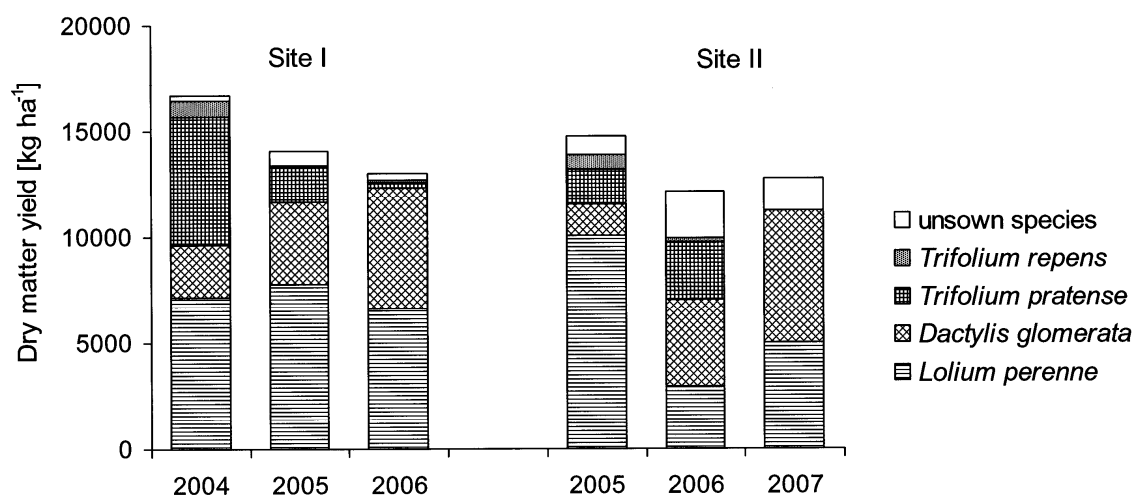 Dry matter yield [kg ha⁻¹]
20000
15000
10000
5000
0
Site I
Site II
2004 2005 2006 2005 2006 2007
unsown species
Trifolium repens
Trifolium pratense
Dactylis glomerata
Lolium perenne